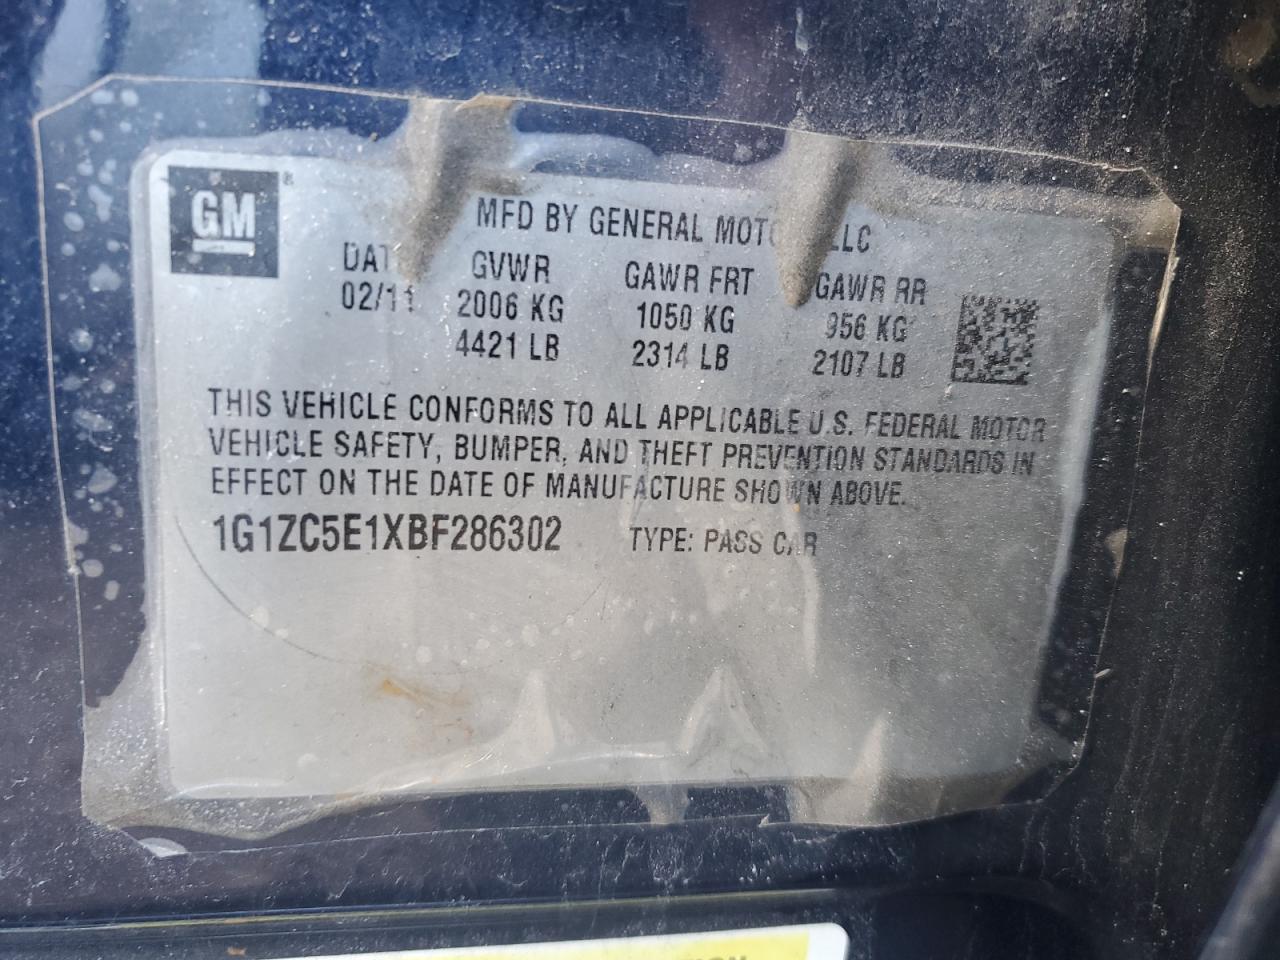 GM
MFD BY GENERAL LLC
GVWR GAWR FRT GAWR RR
02/11 2006 KG 1050 KG 956 KG
4421 LB 2314 LB 2107 LB
THIS VEHICLE CONFORMS TO ALL APPLICABLE U.S. FEDERAL MOTOR
VEHICLE SAFETY, BUMPER, AND THEFT PREVENTION STANDARDS IN
EFFECT ON THE DATE OF MANUFACTURE SHOWN ABOVE.
1G1ZC5E1XBF286302 TYPE: PASS CAR